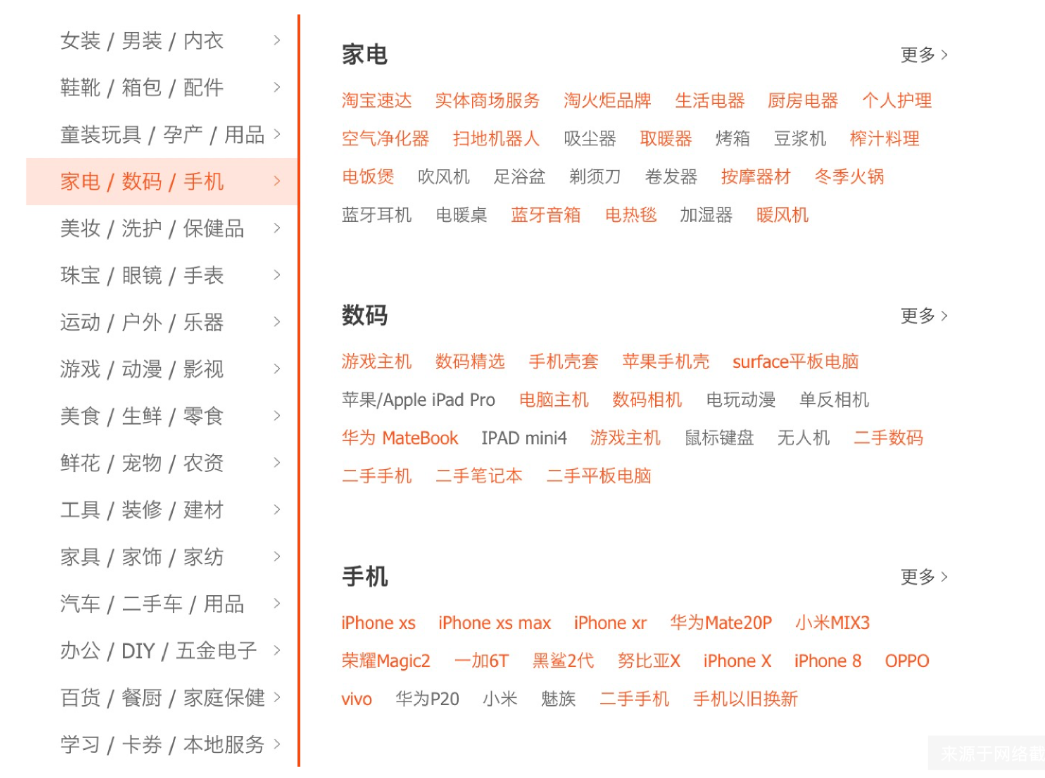 女装 / 男装 / 内衣 >
鞋靴 / 箱包 / 配件 >
童装玩具 / 孕产 / 用品 >
家电 / 数码 / 手机 >
美妆 / 洗护 / 保健品 >
珠宝 / 眼镜 / 手表 >
运动 / 户外 / 乐器 >
游戏 / 动漫 / 影视 >
美食 / 生鲜 / 零食 >
鲜花 / 宠物 / 农资 >
工具 / 装修 / 建材 >
家具 / 家饰 / 家纺 >
汽车 / 二手车 / 用品 >
办公 / DIY / 五金电子 >
百货 / 餐厨 / 家庭保健 >
学习 / 卡券 / 本地服务 >
家电 更多 >
淘宝速达 实体商场服务 淘火炬品牌 生活电器 厨房电器 个人护理
空气净化器 扫地机器人 吸尘器 取暖器 烤箱 豆浆机 榨汁料理
电饭煲 吹风机 足浴盆 剃须刀 卷发器 按摩器材 冬季火锅
蓝牙耳机 电暖桌 蓝牙音箱 电热毯 加湿器 暖风机
数码 更多 >
游戏主机 数码精选 手机壳套 苹果手机壳 surface平板电脑
苹果/Apple iPad Pro 电脑主机 数码相机 电玩动漫 单反相机
华为 MateBook IPAD mini4 游戏主机 鼠标键盘 无人机 二手数码
二手手机 二手笔记本 二手平板电脑
手机 更多 >
iPhone xs iPhone xs max iPhone xr 华为Mate20P 小米MIX3
荣耀Magic2 一加6T 黑鲨2代 努比亚X iPhone X iPhone 8 OPPO
vivo 华为P20 小米 魅族 二手手机 手机以旧换新
来源于网络截